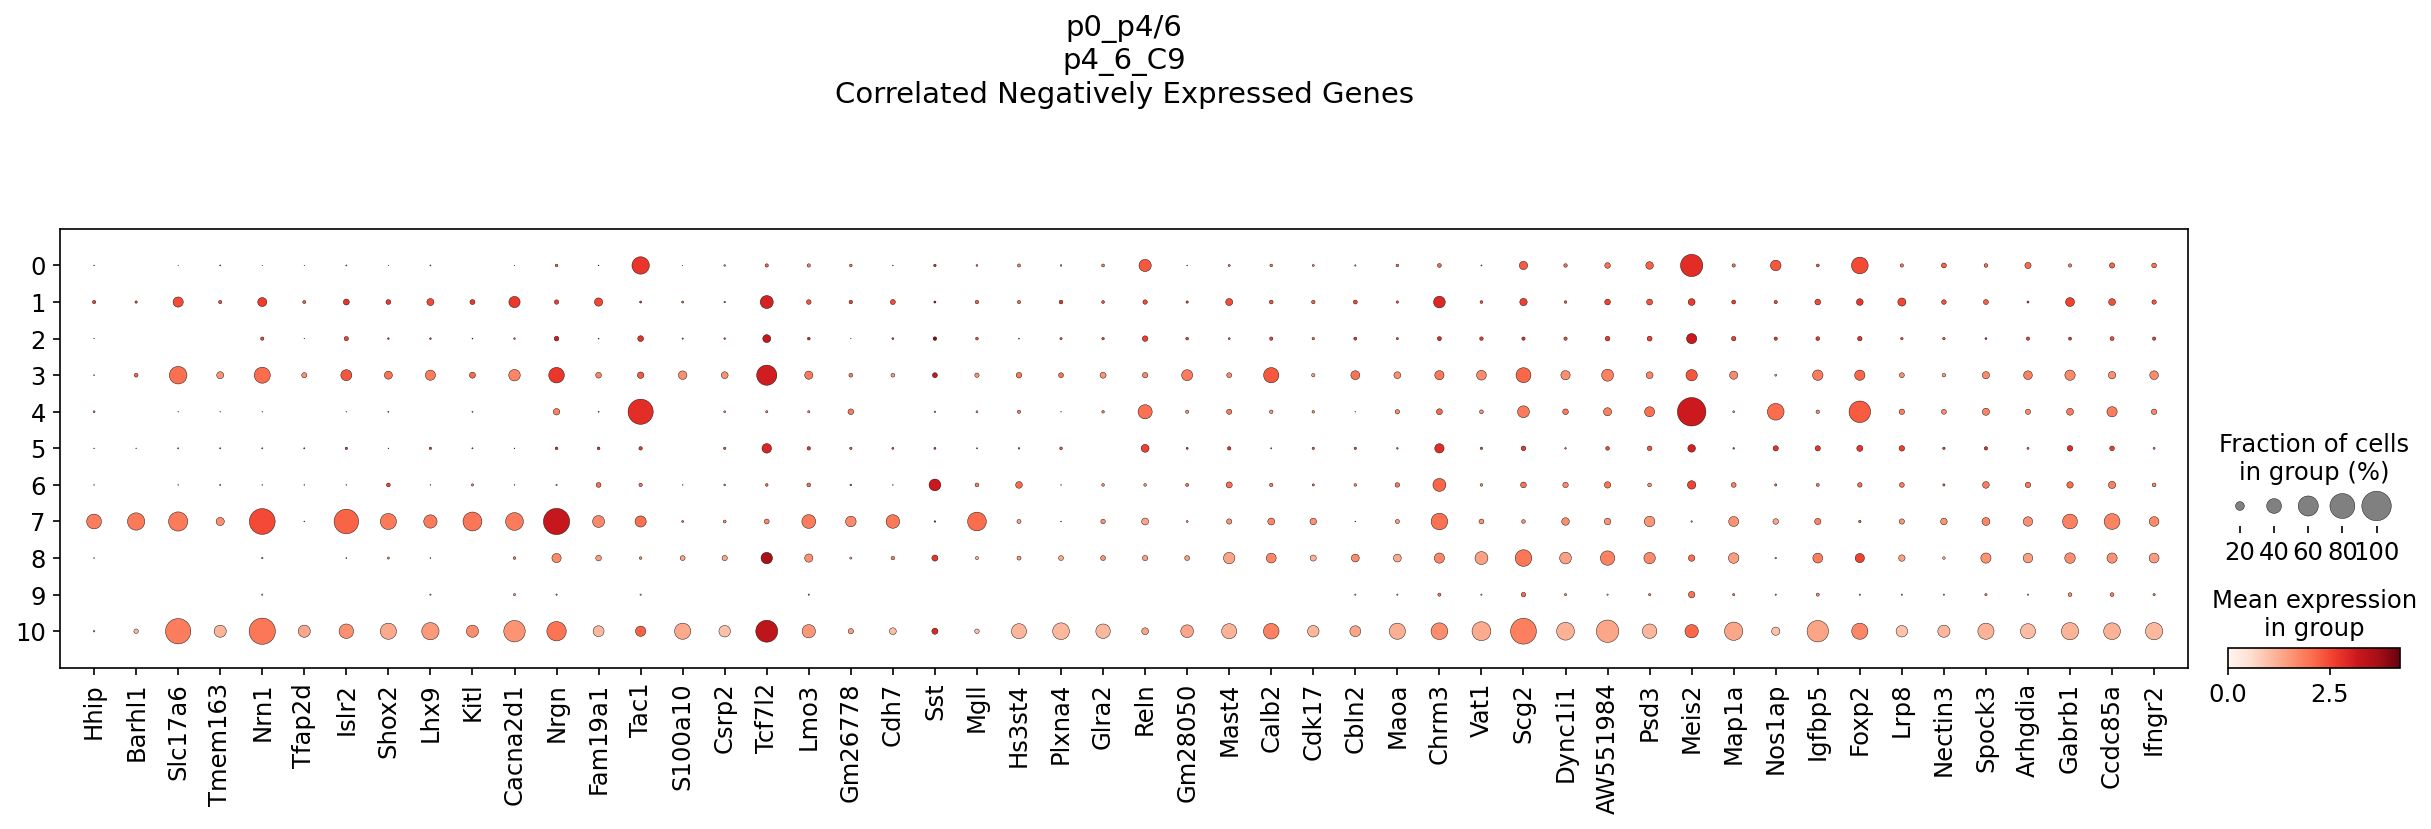 p0_p4/6
p4_6_C9
Correlated Negatively Expressed Genes
0
1
2
3
4
5
6
7
8
9
10
Hhip
Barhl1
Slc17a6
Tmem163
Nrn1
Tfap2d
Islr2
Shox2
Lhx9
Kitl
Cacna2d1
Nrgn
Fam19a1
Tac1
S100a10
Csrp2
Tcf7l2
Lmo3
Gm26778
Cdh7
Sst
Mgll
Hs3st4
Plxna4
Glra2
Reln
Gm28050
Mast4
Calb2
Cdk17
Cbln2
Maoa
Chrm3
Vat1
Scg2
Dync1i1
AW551984
Psd3
Meis2
Map1a
Nos1ap
Igfbp5
Foxp2
Lrp8
Nectin3
Spock3
Arhgdia
Gabrb1
Ccdc85a
Ifngr2
Fraction of cells
in group (%)
20 40 60 80 100
Mean expression
in group
0.0 2.5